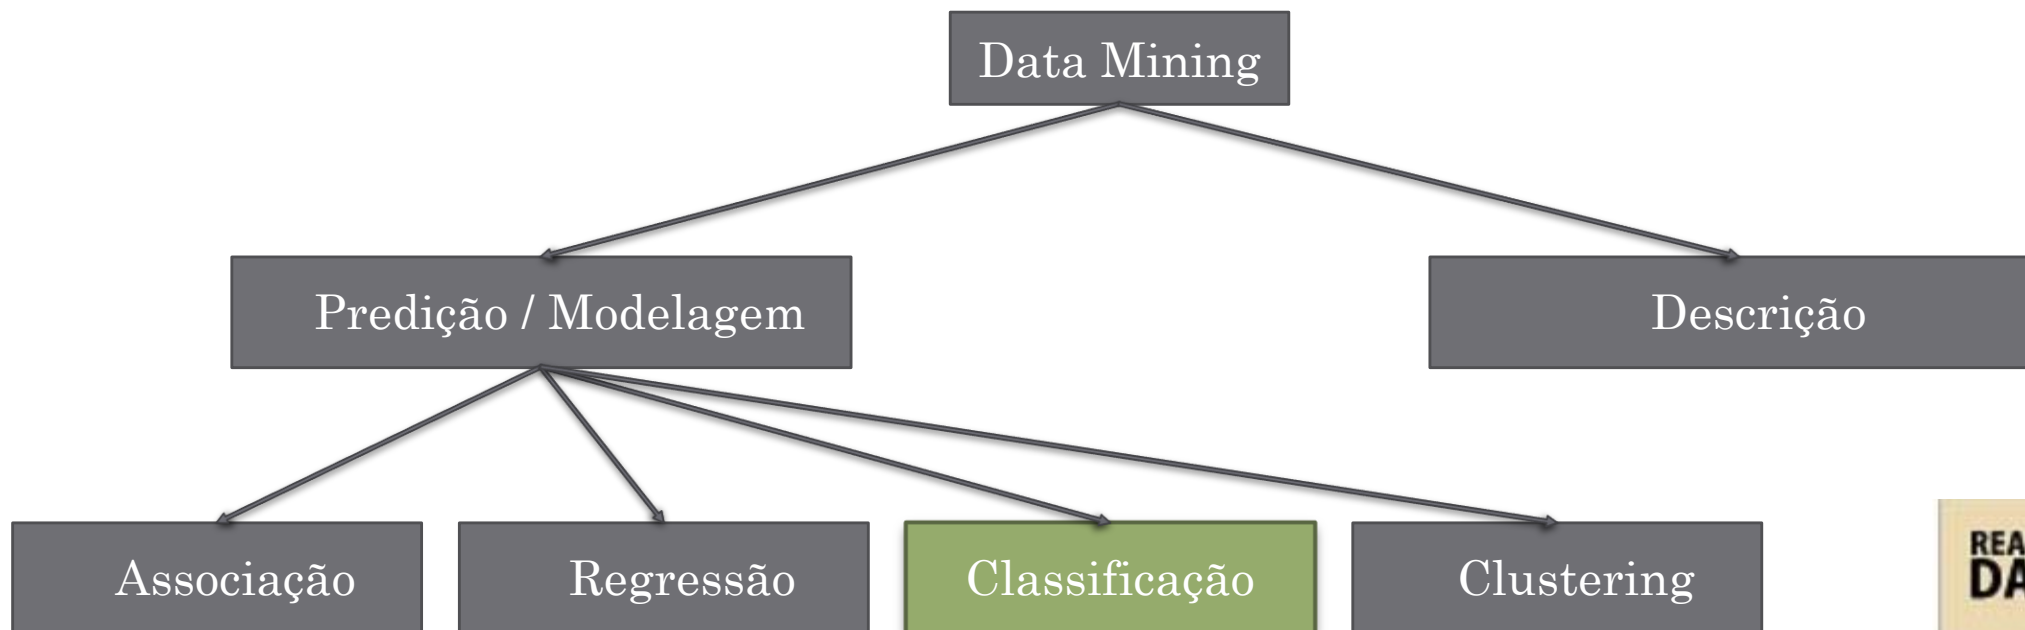 Data Mining
Predição / Modelagem
Descrição
Associação
Regressão
Classificação
Clustering